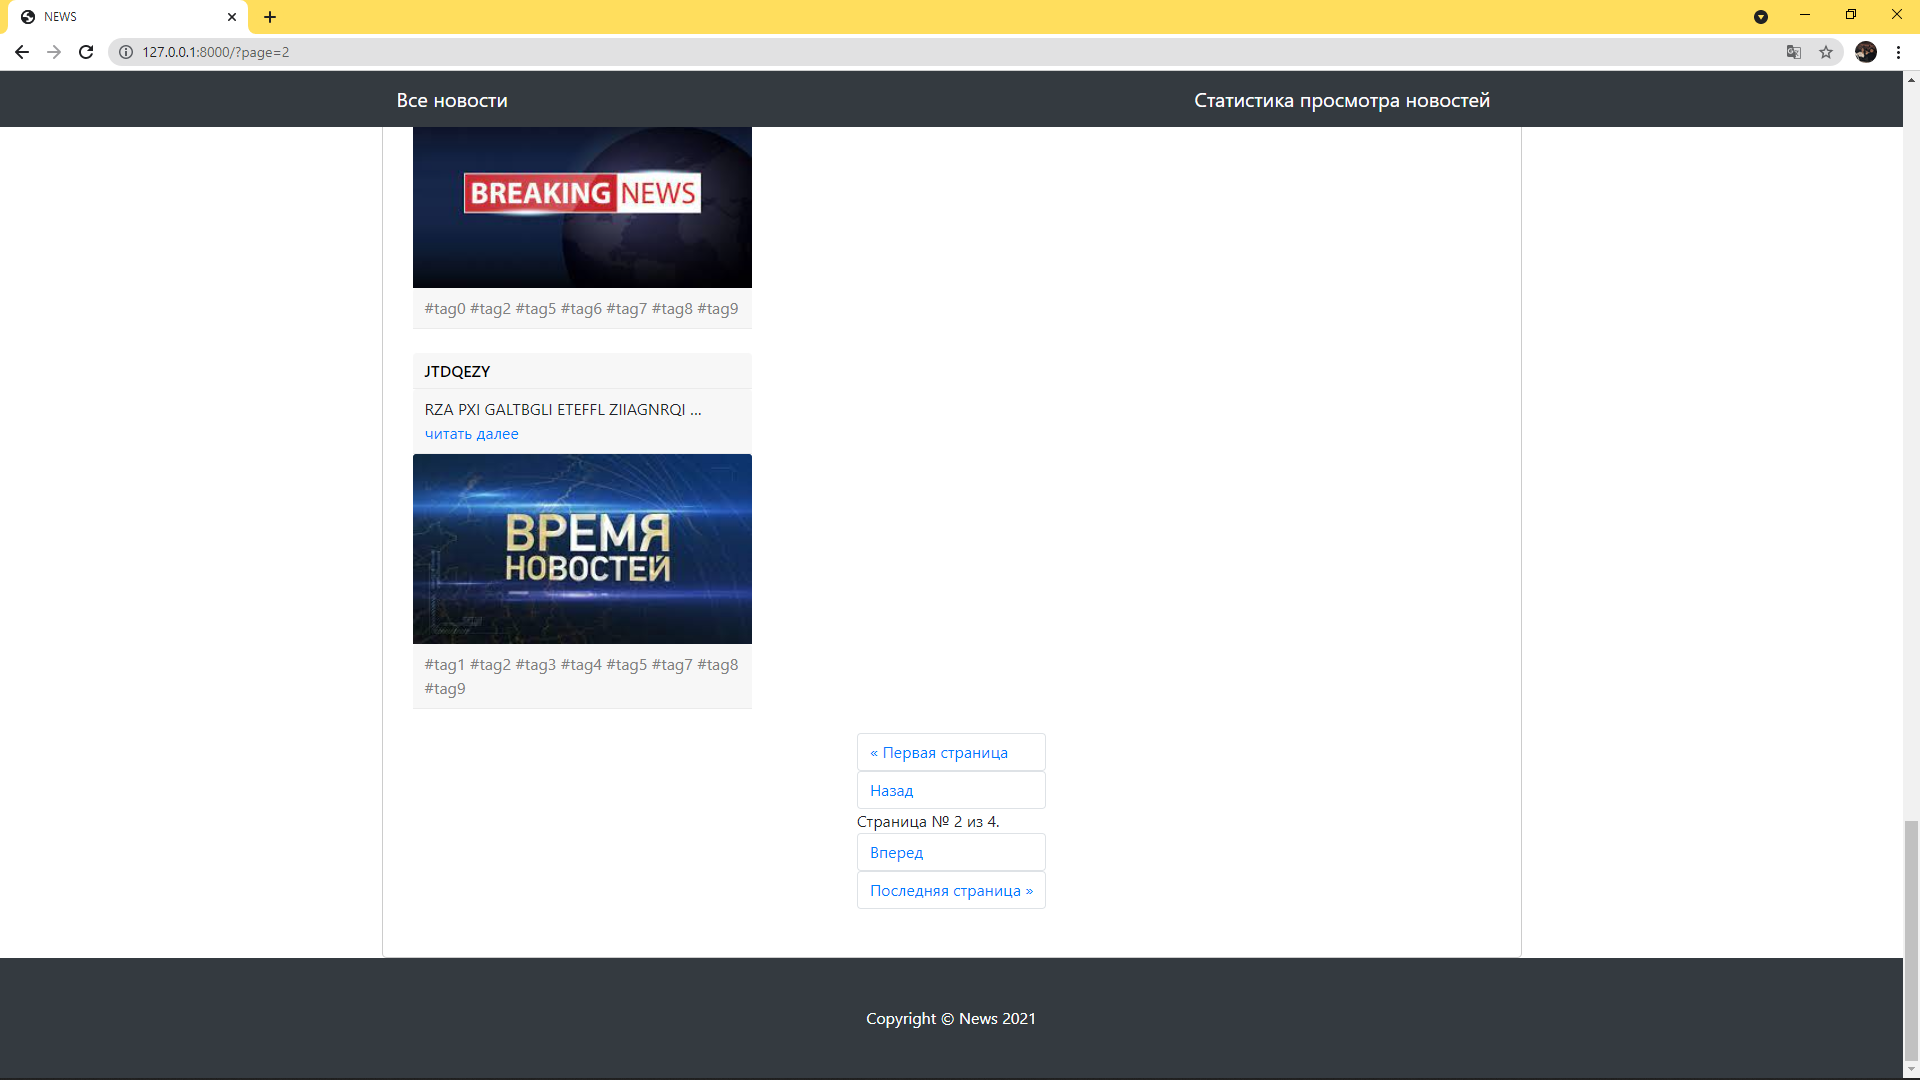 NEWS
127.0.0.1:8000/?page=2
Все новости
Статистика просмотра новостей
BREAKING NEWS
#tag0 #tag2 #tag5 #tag6 #tag7 #tag8 #tag9
JTDQEZY
RZA PXI GALTBGLI ETEFFL ZIIAGNRQI ...
читать далее
ВРЕМЯ
НОВОСТЕЙ
#tag1 #tag2 #tag3 #tag4 #tag5 #tag7 #tag8
#tag9
« Первая страница
Назад
Страница № 2 из 4.
Вперед
Последняя страница »
Copyright © News 2021